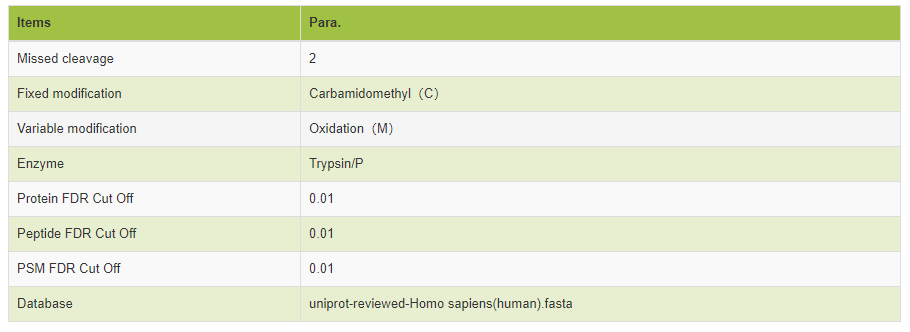 Items Para.
Missed cleavage 2
Fixed modification Carbamidomethyl（C）
Variable modification Oxidation（M）
Enzyme Trypsin/P
Protein FDR Cut Off 0.01
Peptide FDR Cut Off 0.01
PSM FDR Cut Off 0.01
Database uniprot-reviewed-Homo sapiens(human).fasta